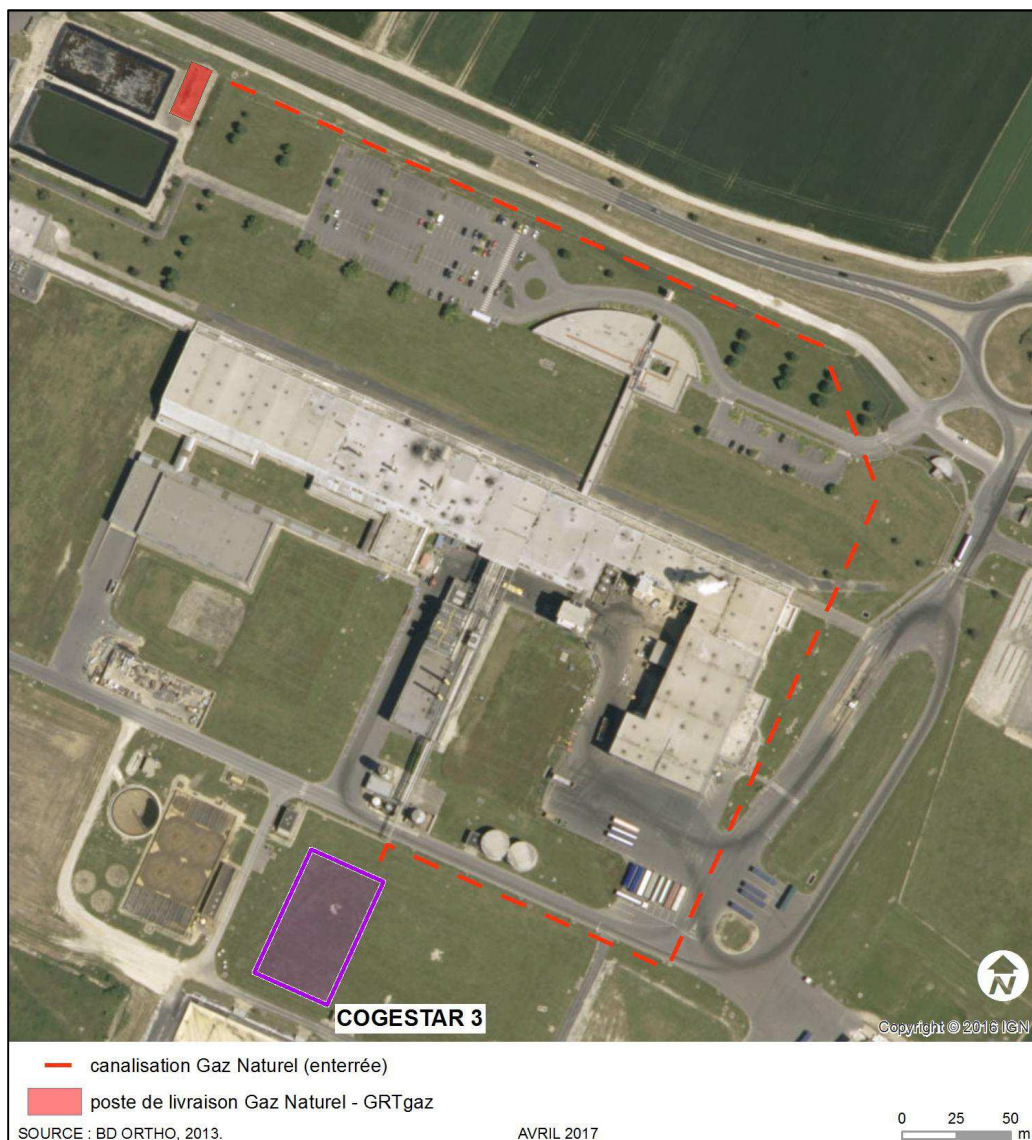 N
COGESTAR 3
Copyright © 2016 IGN
canalisation Gaz Naturel (enterrée)
poste de livraison Gaz Naturel - GRTgaz
SOURCE : BD ORTHO, 2013.
AVRIL 2017
0 25 50
m